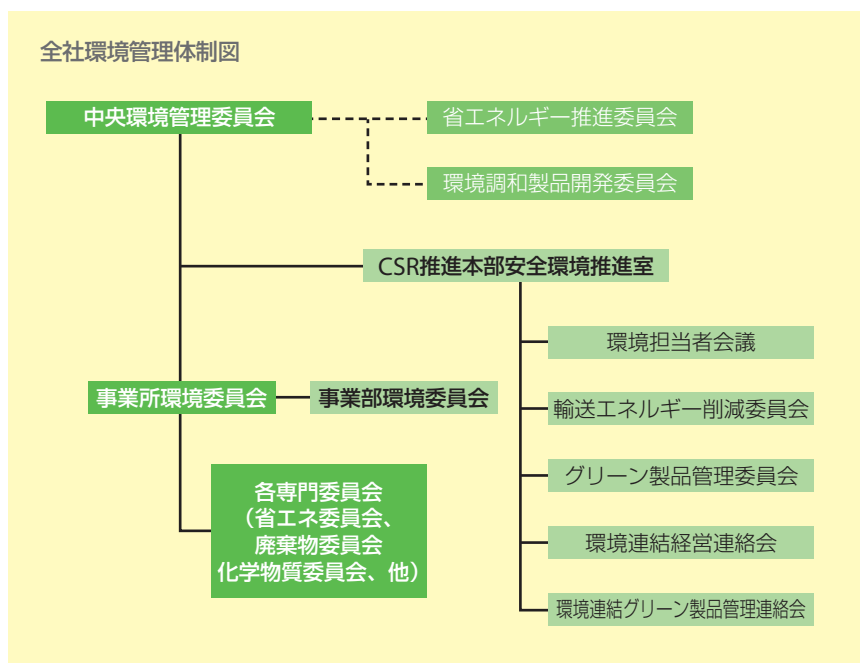 全社環境管理体制図
中央環境管理委員会
省エネルギー推進委員会
環境調和製品開発委員会
CSR推進本部安全環境推進室
環境担当者会議
事業所環境委員会
事業部環境委員会
輸送エネルギー削減委員会
グリーン製品管理委員会
各専門委員会
（省エネ委員会、
廃棄物委員会
化学物質委員会、他）
環境連結経営連絡会
環境連結グリーン製品管理連絡会